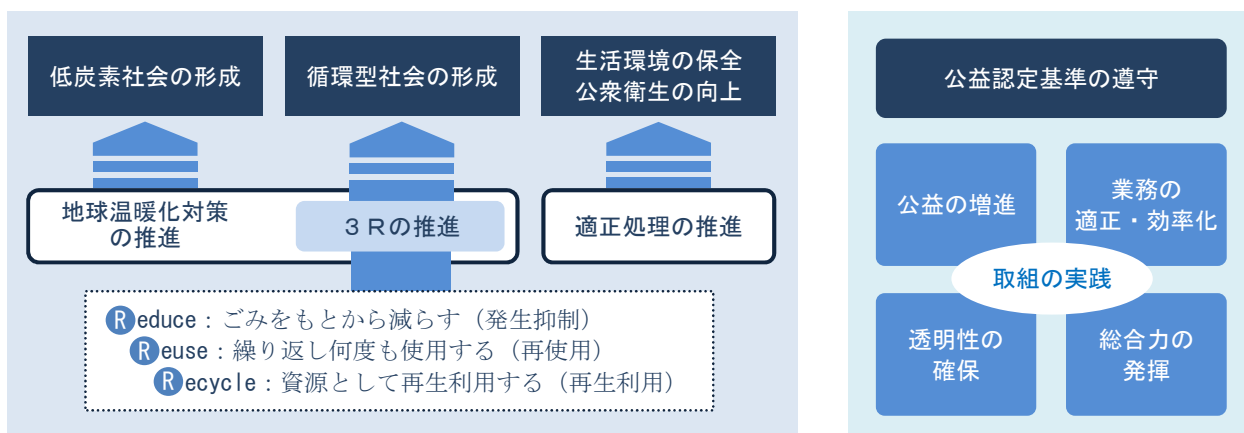 低炭素社会の形成
循環型社会の形成
生活環境の保全
公衆衛生の向上
地球温暖化対策
の推進
3Rの推進
適正処理の推進
Reduce：ごみをもとから減らす（発生抑制）
Reuse：繰り返し何度も使用する（再使用）
Recycle：資源として再生利用する（再生利用）
公益認定基準の遵守
公益の増進
業務の
適正・効率化
取組の実践
透明性の
確保
総合力の
発揮